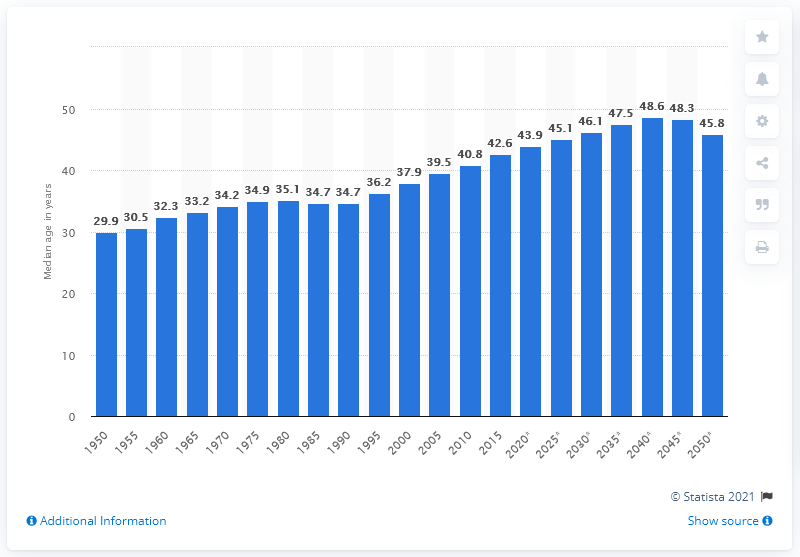 Median age in years
50
40
30
20
10
0
29.9 30.5 32.3 33.2 34.2 34.9 35.1 34.7 34.7 36.2 37.9 39.5 40.8 42.6 43.9 45.1 46.1 47.5 48.6 48.3 45.8
1950 1955 1960 1965 1970 1975 1980 1985 1990 1995 2000 2005 2010 2015 2020* 2025* 2030* 2035* 2040* 2045* 2050*
© Statista 2021
Additional Information
Show source